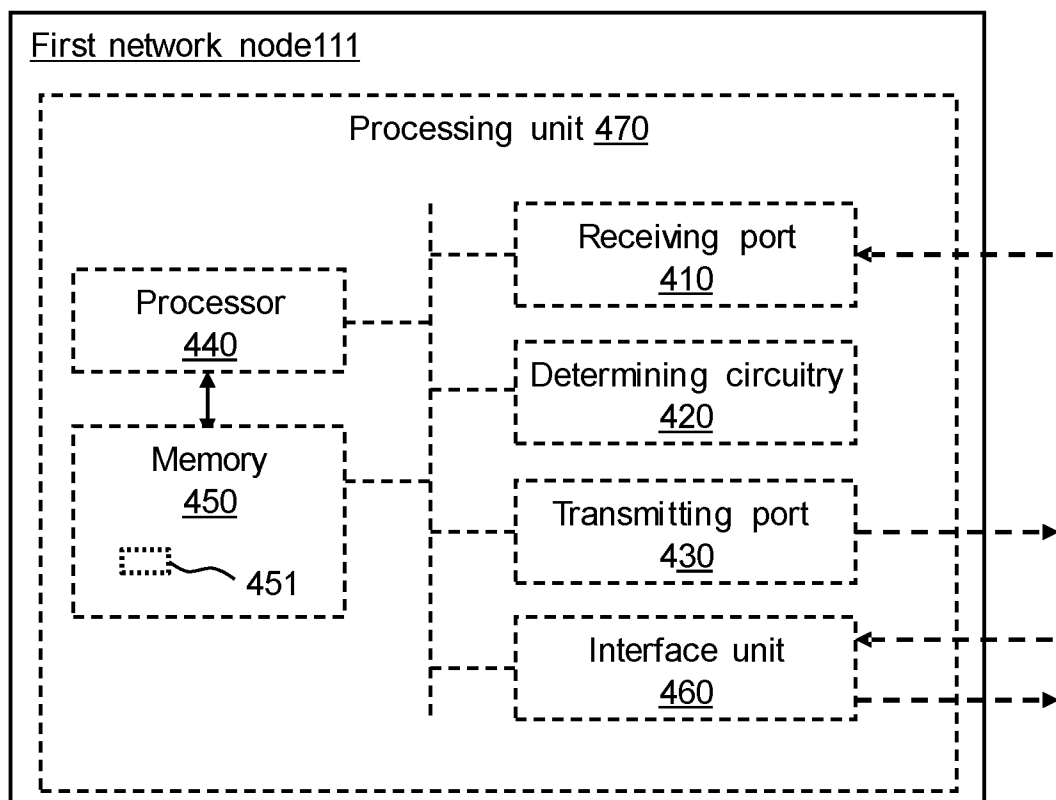 First network node111
Processing unit 470
Receiving port
410
Processor
440
Determining circuitry
420
Memory
450
451
Transmitting port
430
Interface unit
460